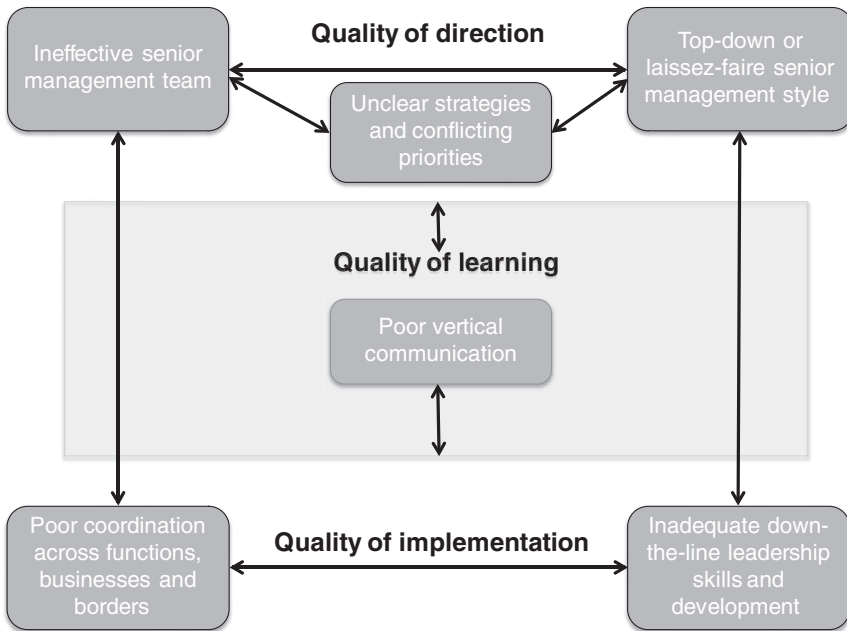 Ineffective senior
management team
Quality of direction
Top-down or
laissez-faire senior
management style
Unclear strategies
and conflicting
priorities
Quality of learning
Poor vertical
communication
Poor coordination
across functions,
businesses and
borders
Quality of implementation
Inadequate down-
the-line leadership
skills and
development